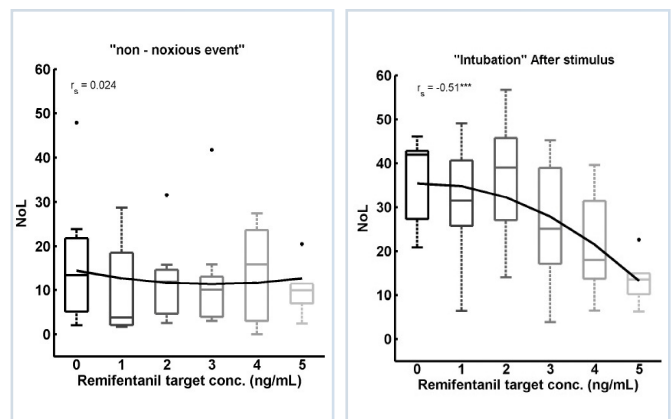 "non - noxious event"
60
r_s = 0.024
50
40
30
NoL
20
10
0
0 1 2 3 4 5
Remifentanil target conc. (ng/mL)
"Intubation" After stimulus
60
r_s = -0.51***
50
40
30
NoL
20
10
0
0 1 2 3 4 5
Remifentanil target conc. (ng/mL)